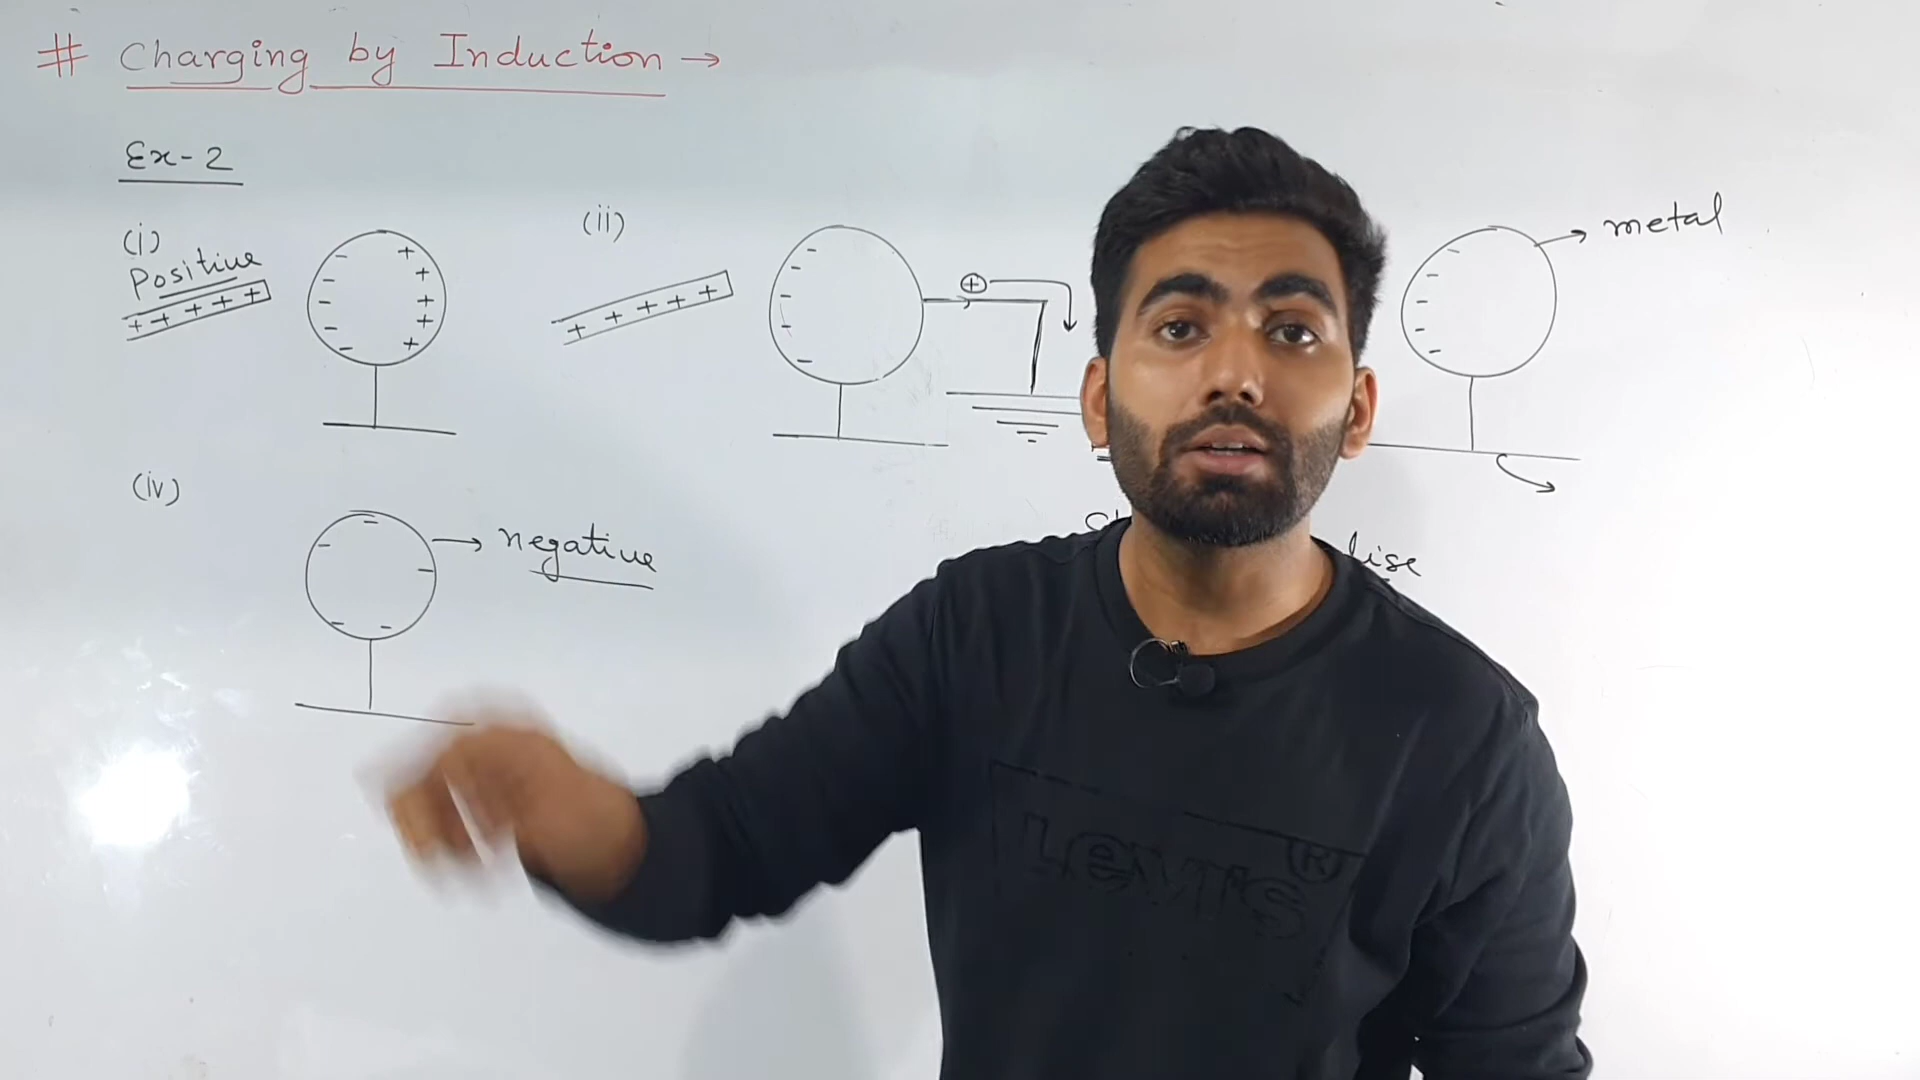 # Charging by Induction →
Ex-2
(i)
Positive
+ + + + +
(ii)
+ + + + +
metal
(iv)
negative
LEVI'S